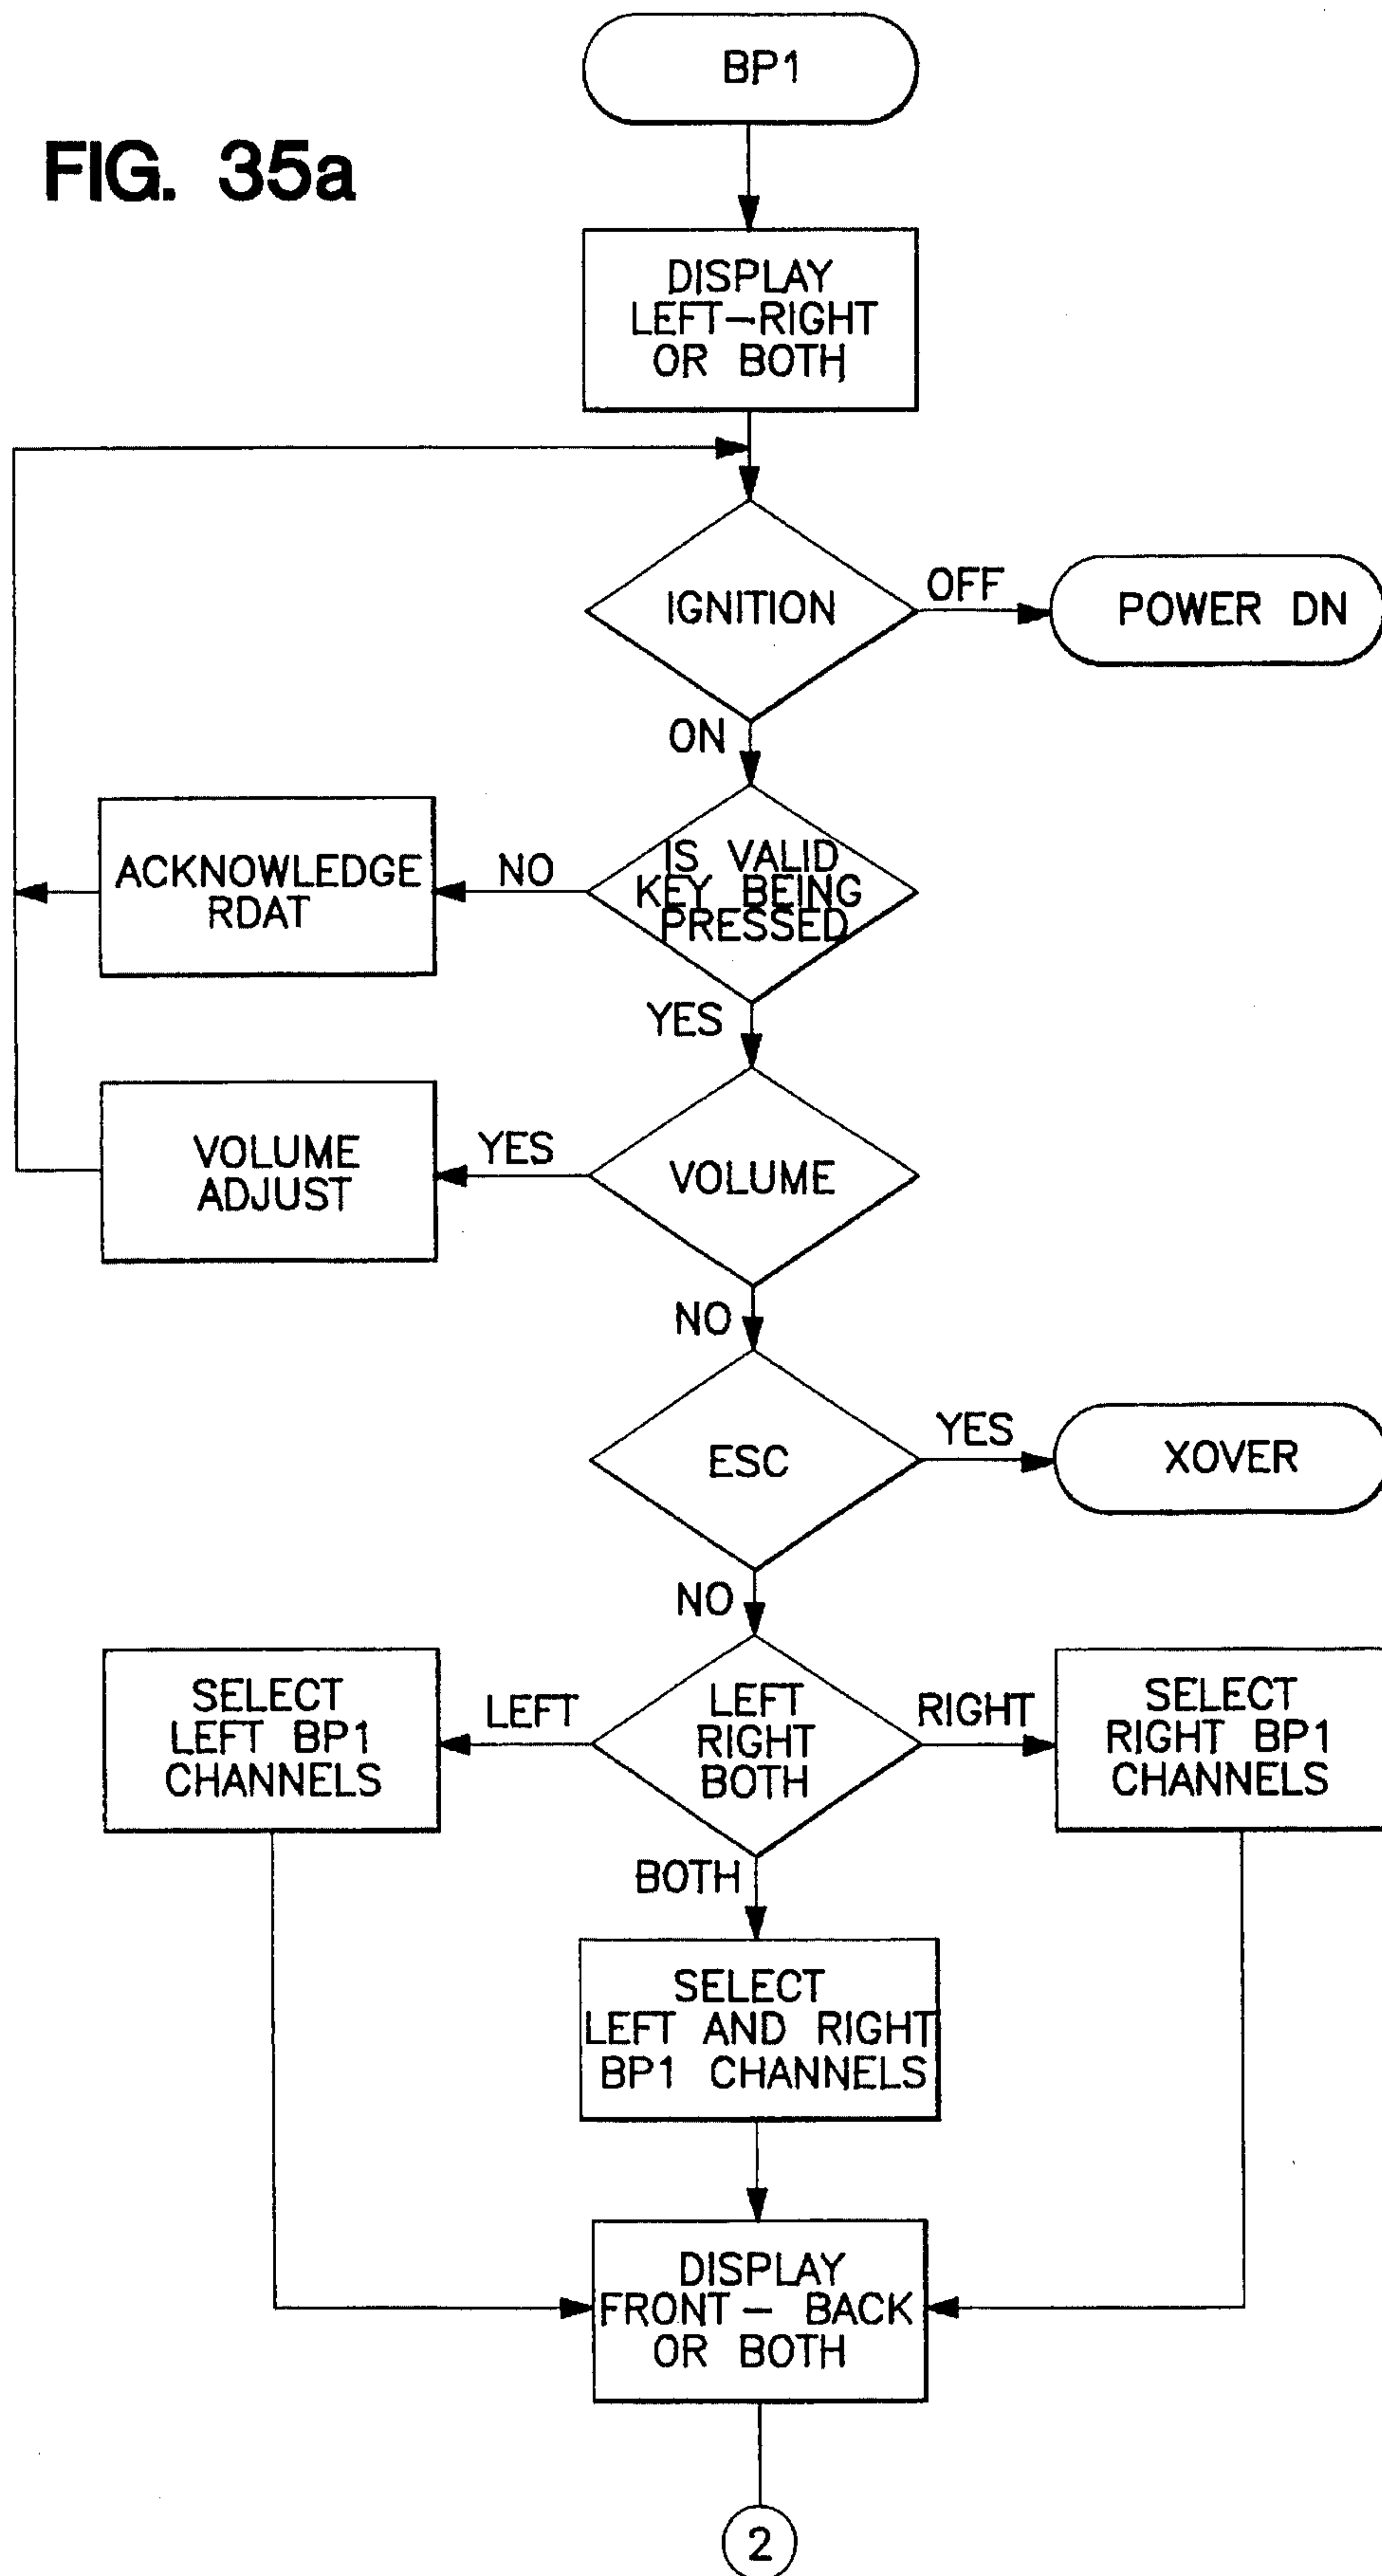 BP1
FIG. 35a
DISPLAY
LEFT-RIGHT
OR BOTH
IGNITION
OFF
POWER DN
ON
IS VALID
KEY BEING
PRESSED
NO
ACKNOWLEDGE
RDAT
YES
VOLUME
YES
VOLUME
ADJUST
NO
ESC
YES
XOVER
NO
LEFT
RIGHT
BOTH
LEFT
SELECT
LEFT BP1
CHANNELS
RIGHT
SELECT
RIGHT BP1
CHANNELS
BOTH
SELECT
LEFT AND RIGHT
BP1 CHANNELS
DISPLAY
FRONT- BACK
OR BOTH
2